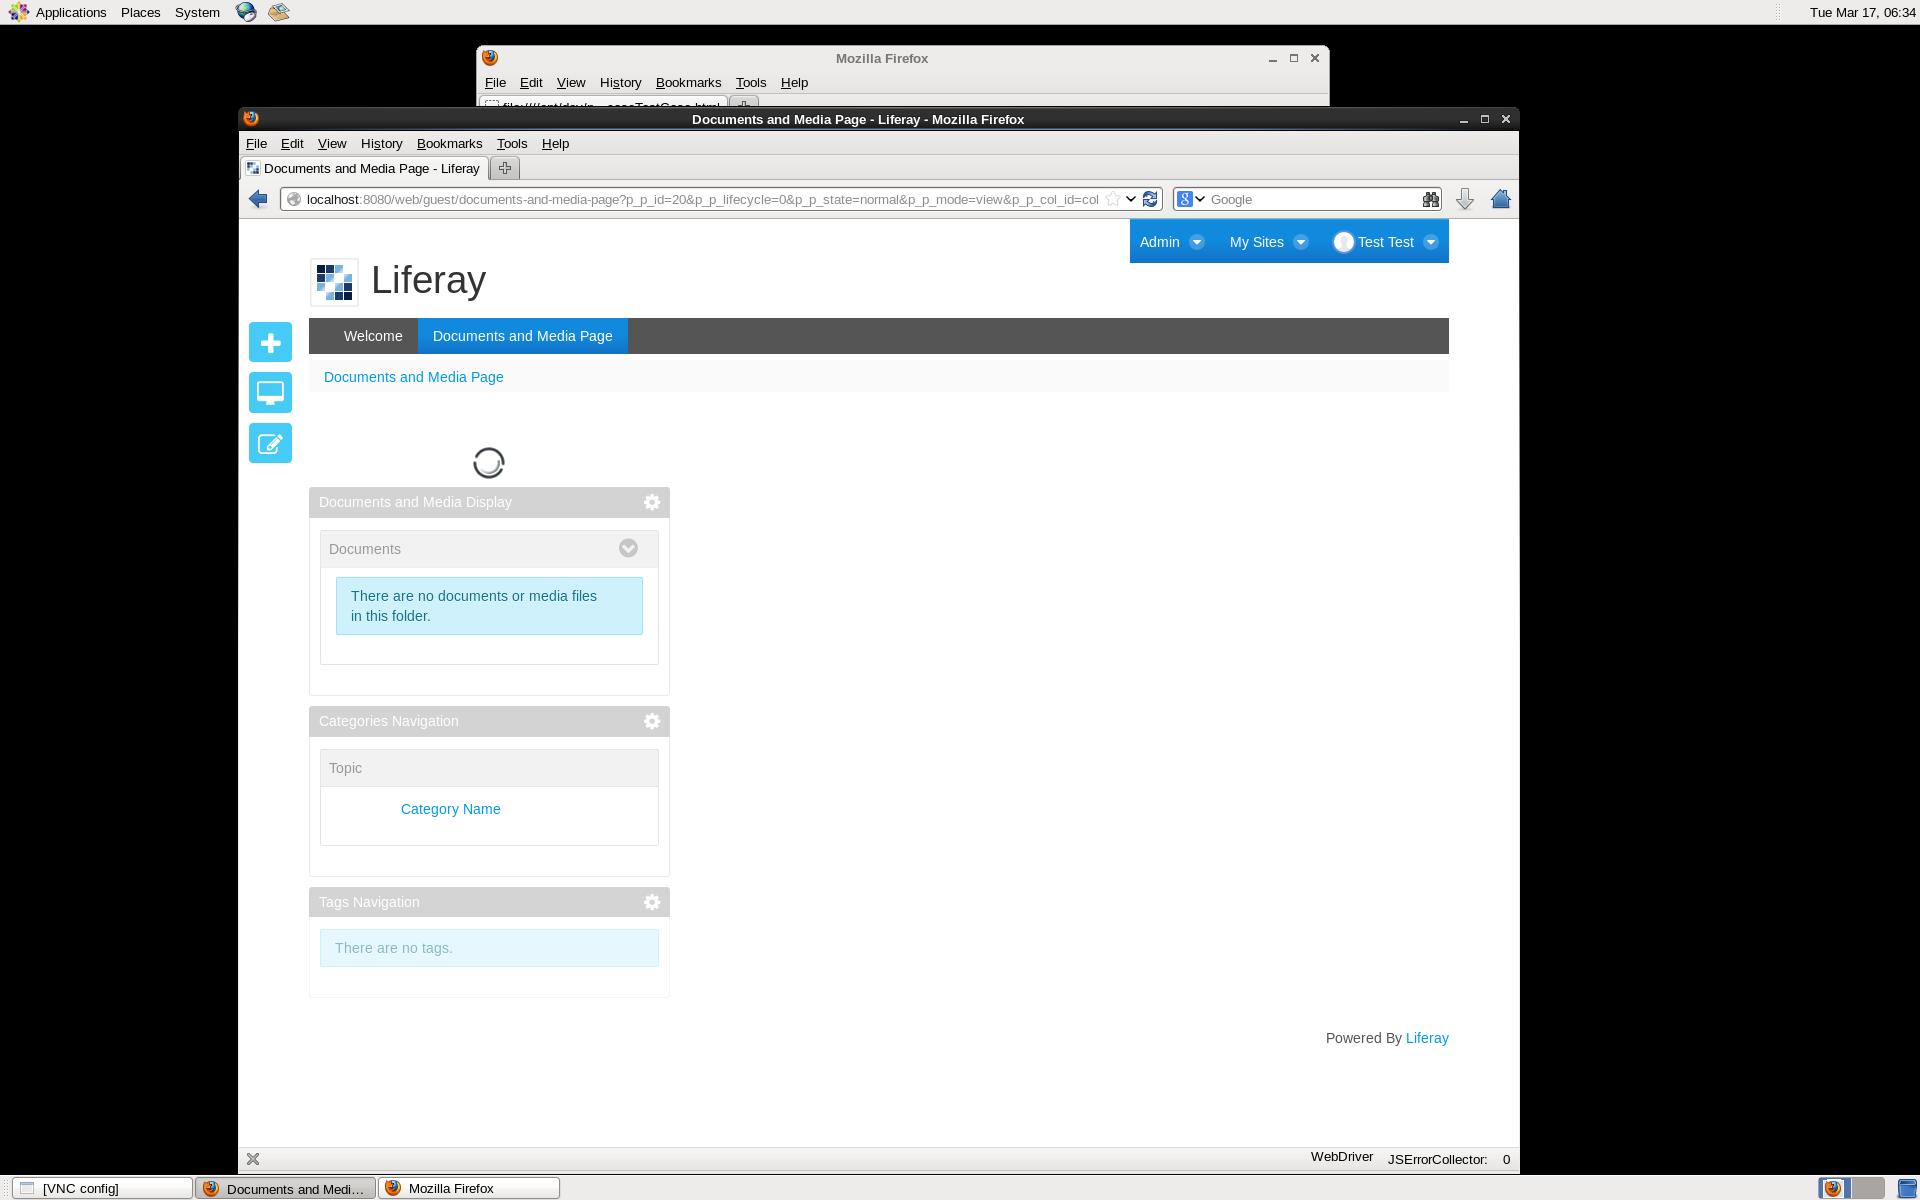 Applications Places System Tue Mar 17, 06:34
Mozilla Firefox
File Edit View History Bookmarks Tools Help
Documents and Media Page - Liferay - Mozilla Firefox
File Edit View History Bookmarks Tools Help
Documents and Media Page - Liferay
localhost:8080/web/guest/documents-and-media-page?p_p_id=20&p_p_lifecycle=0&p_p_state=normal&p_p_mode=view&p_p_col_id=col Google
Admin My Sites Test Test
Liferay
Welcome Documents and Media Page
Documents and Media Page
Documents and Media Display
Documents
There are no documents or media files
in this folder.
Categories Navigation
Topic
Category Name
Tags Navigation
There are no tags.
Powered By Liferay
WebDriver JSErrorCollector: 0
[VNC config] Documents and Medi... Mozilla Firefox